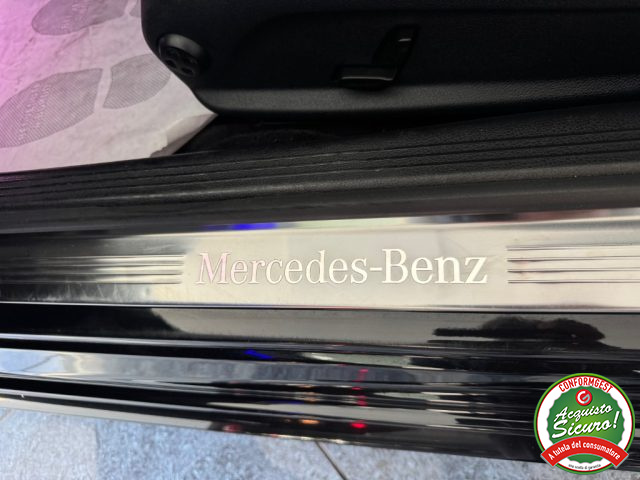 Mercedes-Benz
CONFORMGEST
Acquisto
Sicuro!
A tutela del consumatore